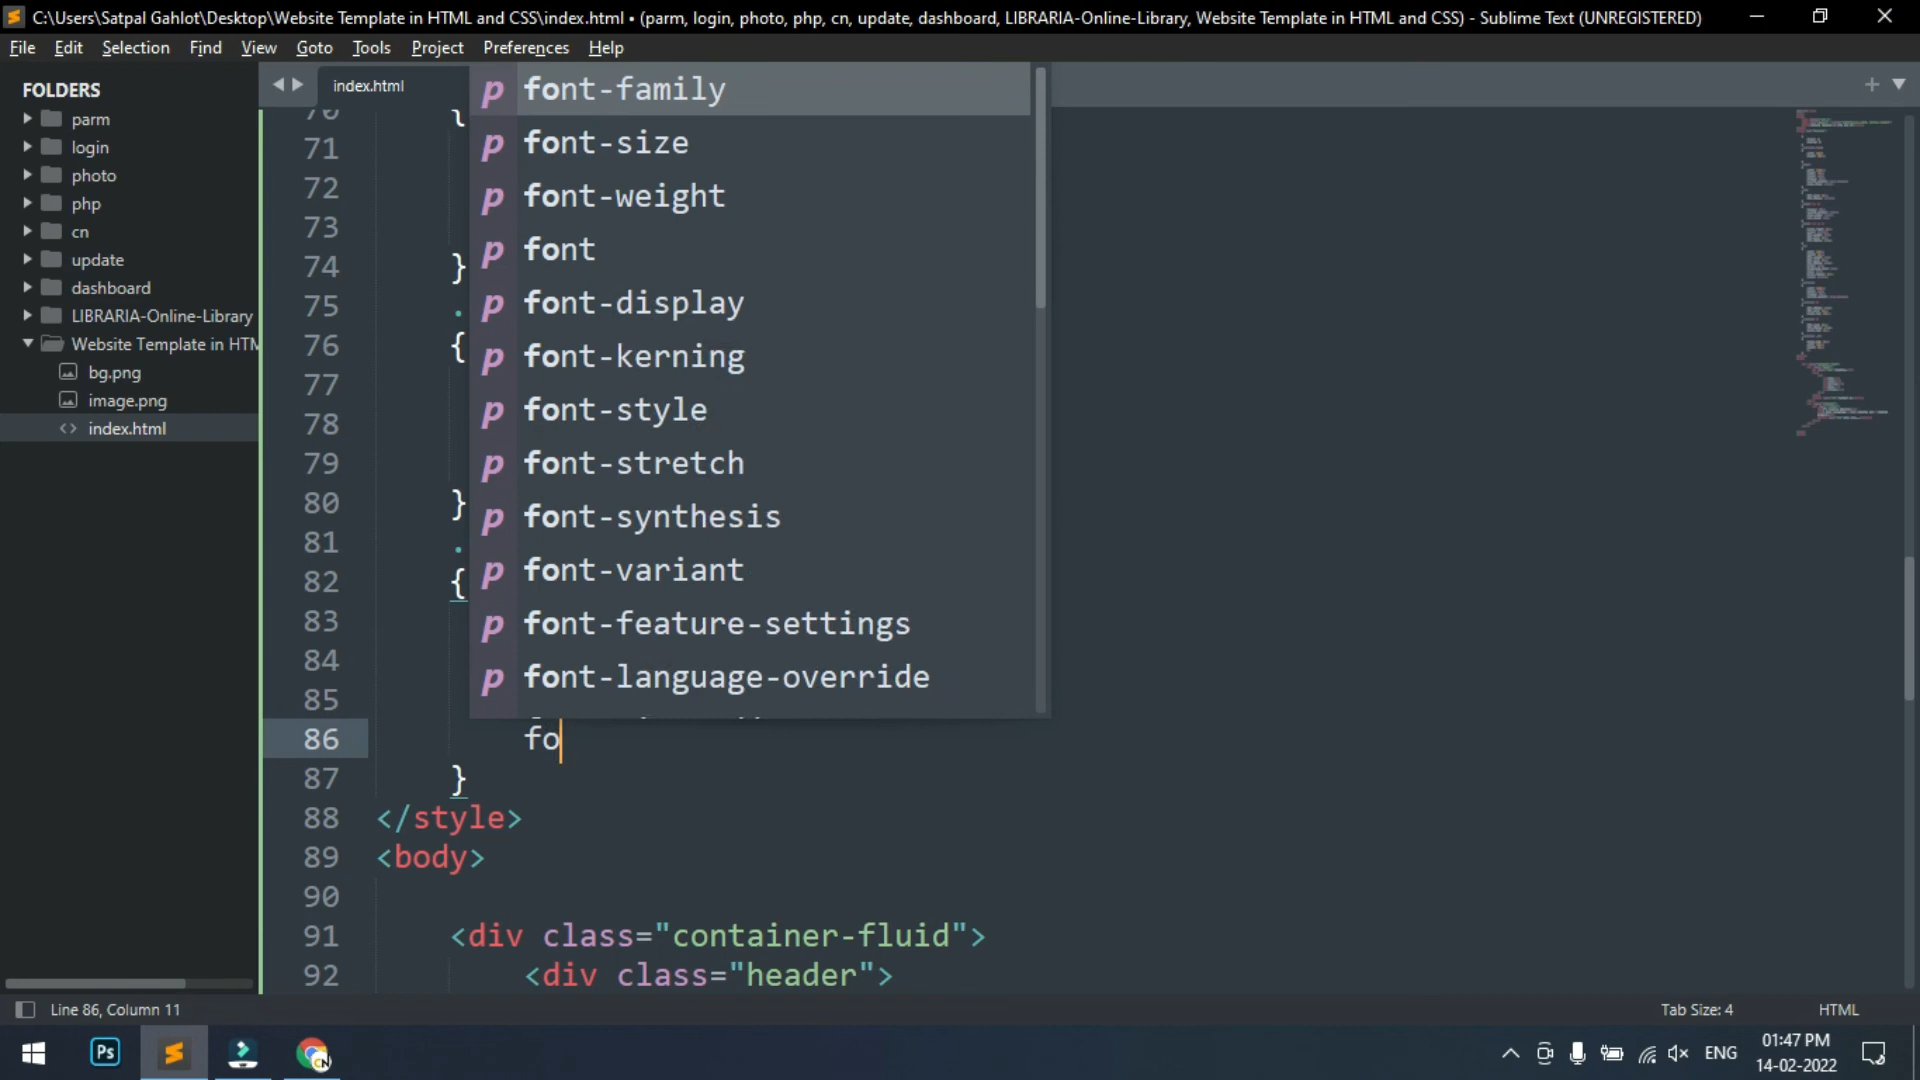 C:\Users\Satpal Gahlot\Desktop\Website Template in HTML and CSS\index.html • (parm, login, photo, php, cn, update, dashboard, LIBRARIA-Online-Library, Website Template in HTML and CSS) - Sublime Text (UNREGISTERED)
File Edit Selection Find View Goto Tools Project Preferences Help
FOLDERS
parm
login
photo
php
cn
update
dashboard
LIBRARIA-Online-Library
Website Template in HTM
bg.png
image.png
index.html
index.html
p font-family
p font-size
p font-weight
p font
p font-display
p font-kerning
p font-style
p font-stretch
p font-synthesis
p font-variant
p font-feature-settings
p font-language-override
70 {
71
72
73
74 }
75 .
76 {
77
78
79
80 }
81 .
82 {
83
84
85
86 fo
87 }
88 </style>
89 <body>
90
91 <div class="container-fluid">
92 <div class="header">
Line 86, Column 11
Tab Size: 4
HTML
Ps
N
ENG
01:47 PM
14-02-2022